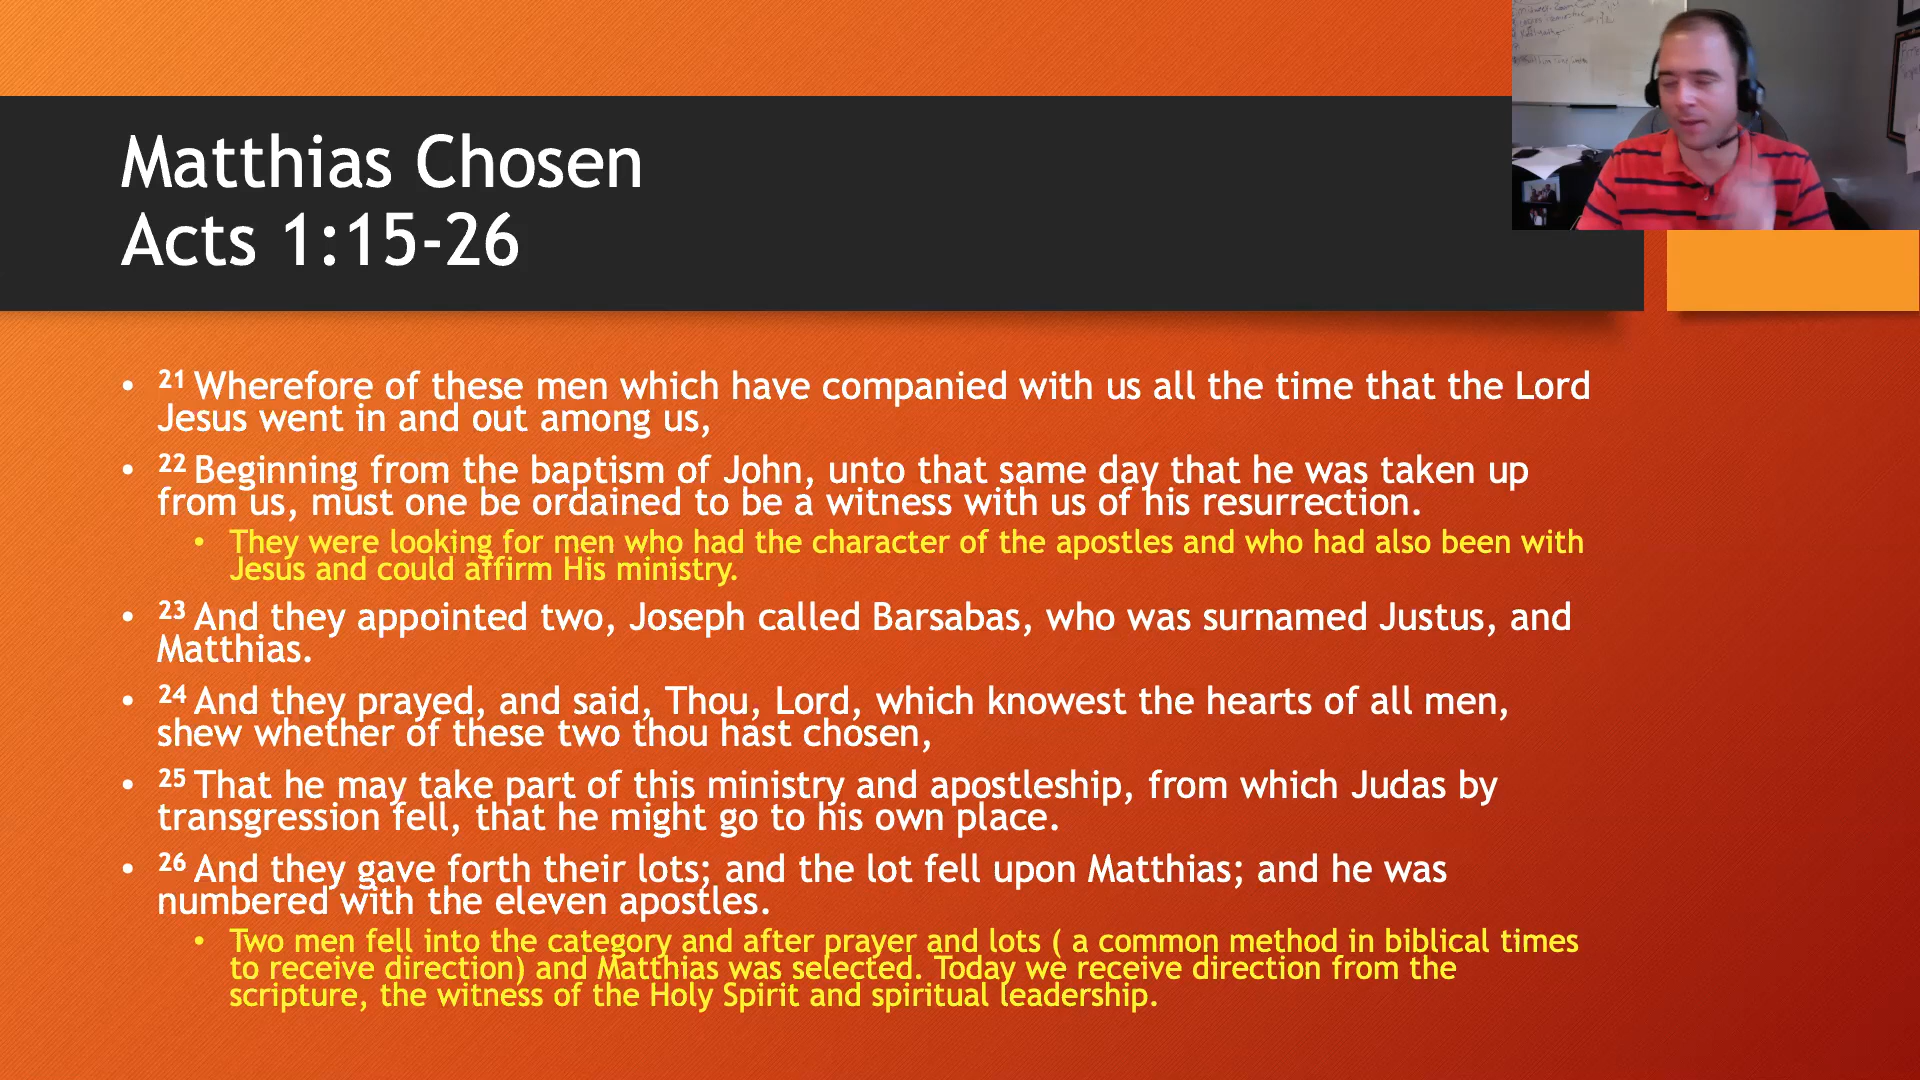 Matthias Chosen
Acts 1:15-26
• 21 Wherefore of these men which have companied with us all the time that the Lord
Jesus went in and out among us,
• 22 Beginning from the baptism of John, unto that same day that he was taken up
from us, must one be ordained to be a witness with us of his resurrection.
• They were looking for men who had the character of the apostles and who had also been with
Jesus and could affirm His ministry.
• 23 And they appointed two, Joseph called Barsabas, who was surnamed Justus, and
Matthias.
• 24 And they prayed, and said, Thou, Lord, which knowest the hearts of all men,
shew whether of these two thou hast chosen,
• 25 That he may take part of this ministry and apostleship, from which Judas by
transgression fell, that he might go to his own place.
• 26 And they gave forth their lots; and the lot fell upon Matthias; and he was
numbered with the eleven apostles.
• Two men fell into the category and after prayer and lots ( a common method in biblical times
to receive direction) and Matthias was selected. Today we receive direction from the
scripture, the witness of the Holy Spirit and spiritual leadership.